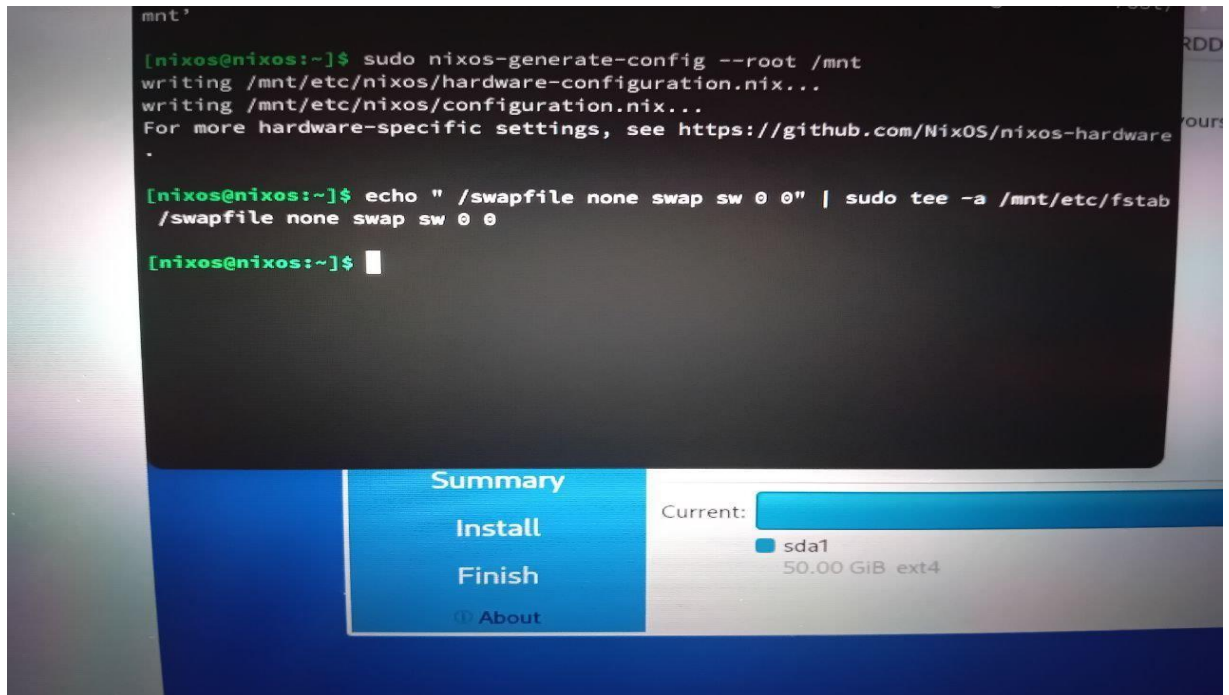 mnt’
[nixos@nixos:~]$ sudo nixos-generate-config --root /mnt
writing /mnt/etc/nixos/hardware-configuration.nix...
writing /mnt/etc/nixos/configuration.nix...
For more hardware-specific settings, see https://github.com/NixOS/nixos-hardware
.
[nixos@nixos:~]$ echo " /swapfile none swap sw 0 0" | sudo tee -a /mnt/etc/fstab
 /swapfile none swap sw 0 0
[nixos@nixos:~]$
Summary
Install
Finish
About
Current:
sda1
50.00 GiB ext4